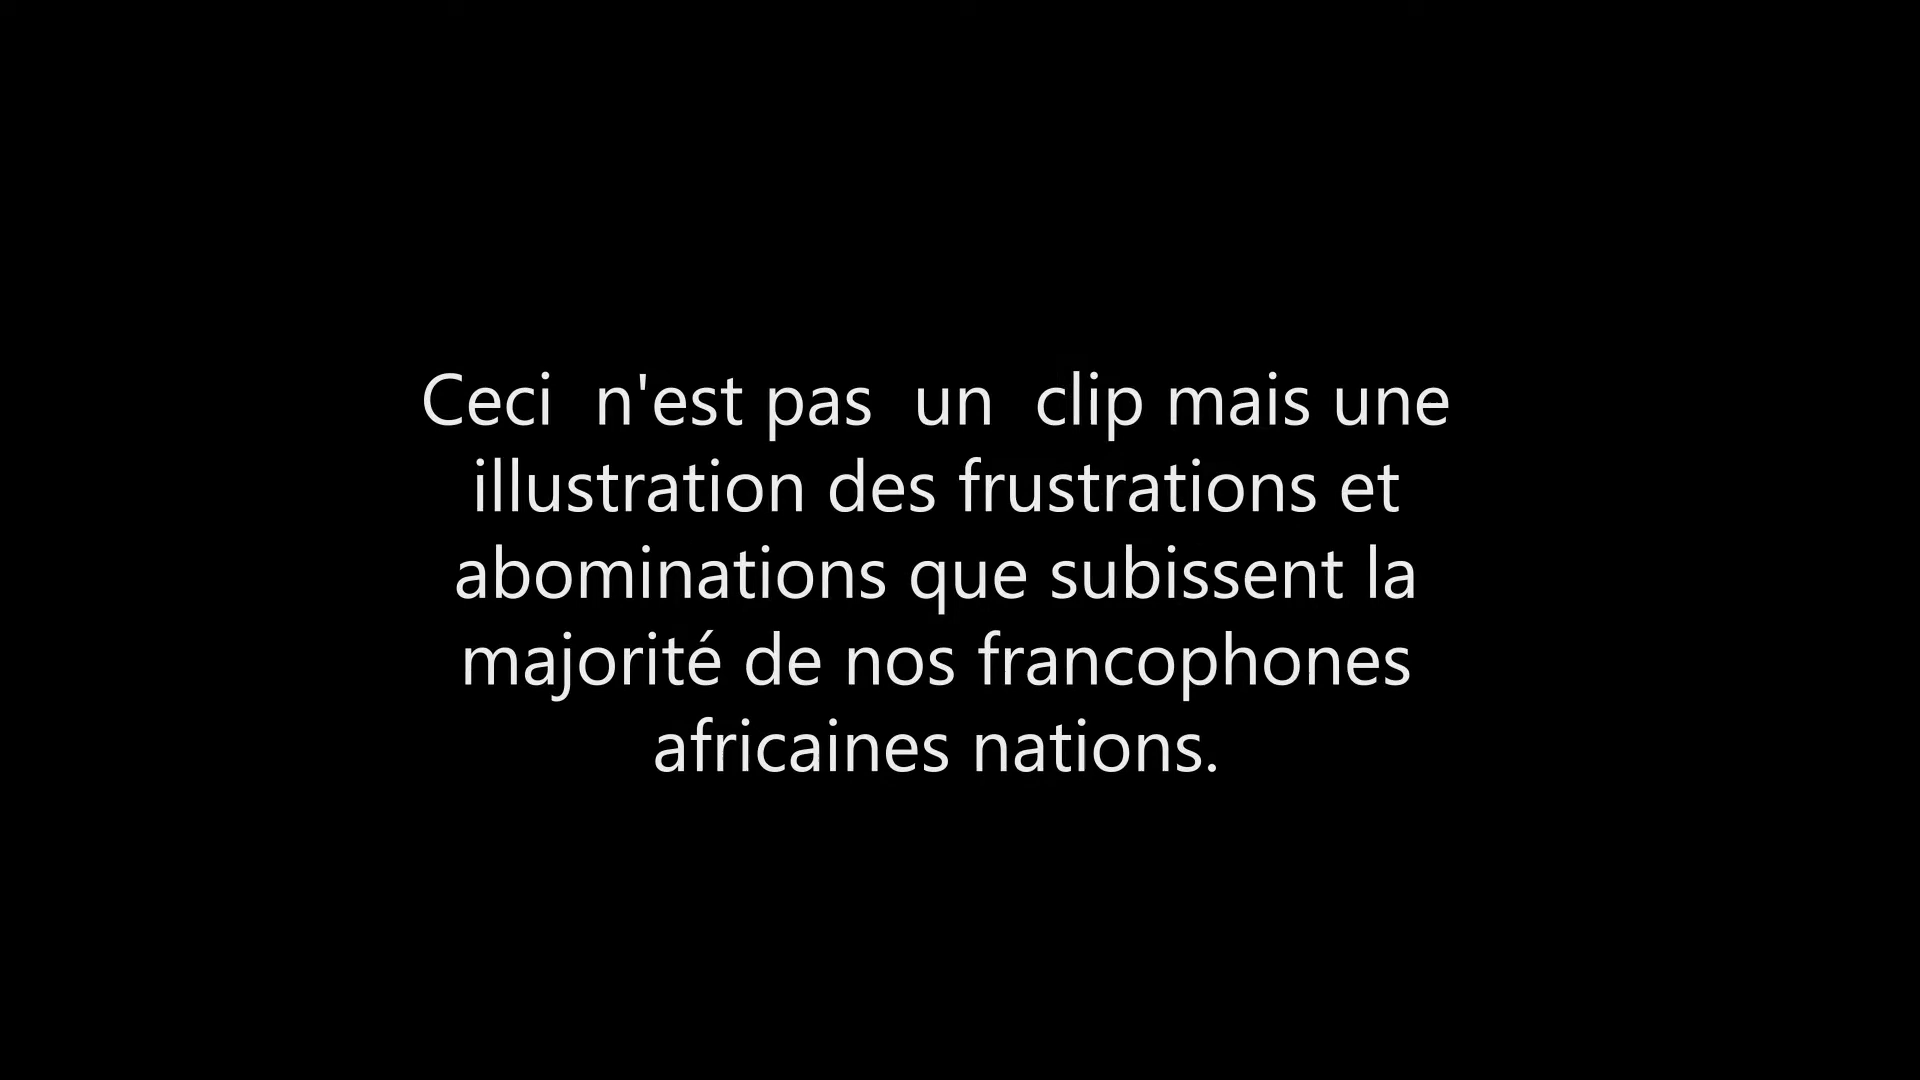 Ceci  n'est pas  un  clip mais une
illustration des frustrations et
abominations que subissent la
majorité de nos francophones
africaines nations.